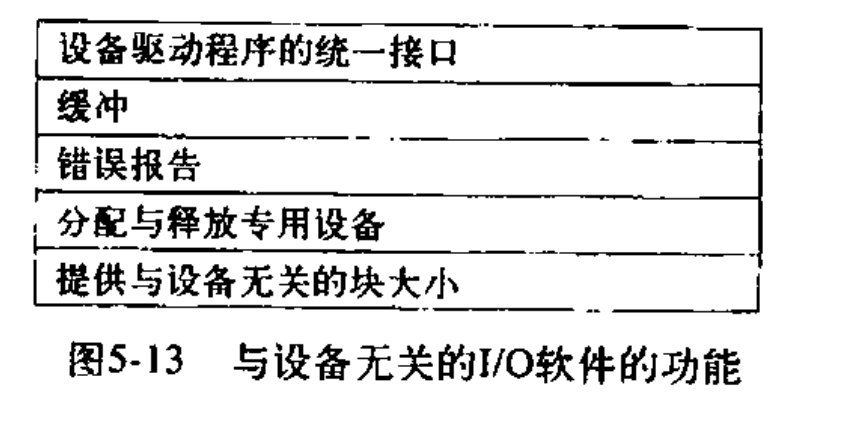 设备驱动程序的统一接口
缓冲
错误报告
分配与释放专用设备
提供与设备无关的块大小
图5-13 与设备无关的I/O软件的功能